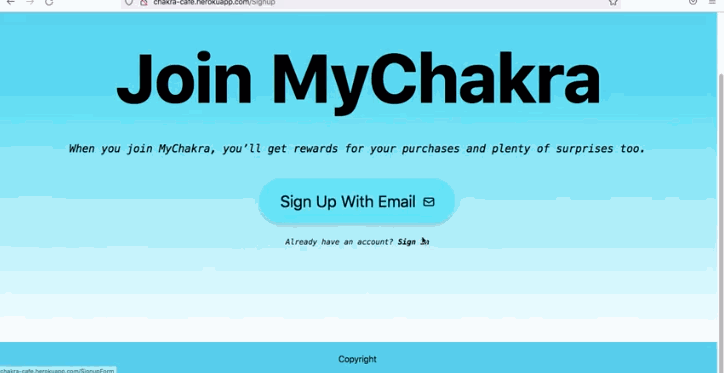 chakra-cafe.herokuapp.com/Signup
Join MyChakra
When you join MyChakra, you’ll get rewards for your purchases and plenty of surprises too.
Sign Up With Email
Already have an account? Sign In
Copyright
chakra-cafe.herokuapp.com/SignupForm